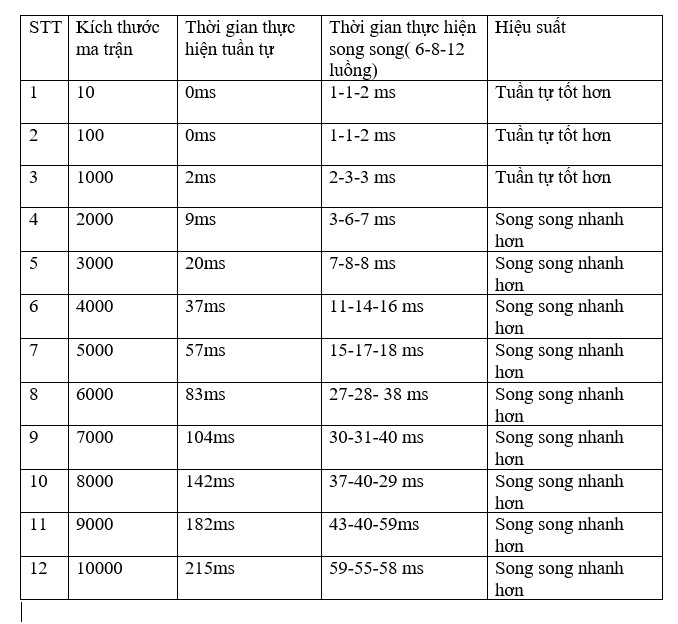 STT Kích thước Thời gian thực Thời gian thực hiện Hiệu suất
ma trận hiện tuần tự song song( 6-8-12
luồng)
1 10 0ms 1-1-2 ms Tuần tự tốt hơn
2 100 0ms 1-1-2 ms Tuần tự tốt hơn
3 1000 2ms 2-3-3 ms Tuần tự tốt hơn
4 2000 9ms 3-6-7 ms Song song nhanh
hơn
5 3000 20ms 7-8-8 ms Song song nhanh
hơn
6 4000 37ms 11-14-16 ms Song song nhanh
hơn
7 5000 57ms 15-17-18 ms Song song nhanh
hơn
8 6000 83ms 27-28- 38 ms Song song nhanh
hơn
9 7000 104ms 30-31-40 ms Song song nhanh
hơn
10 8000 142ms 37-40-29 ms Song song nhanh
hơn
11 9000 182ms 43-40-59ms Song song nhanh
hơn
12 10000 215ms 59-55-58 ms Song song nhanh
hơn